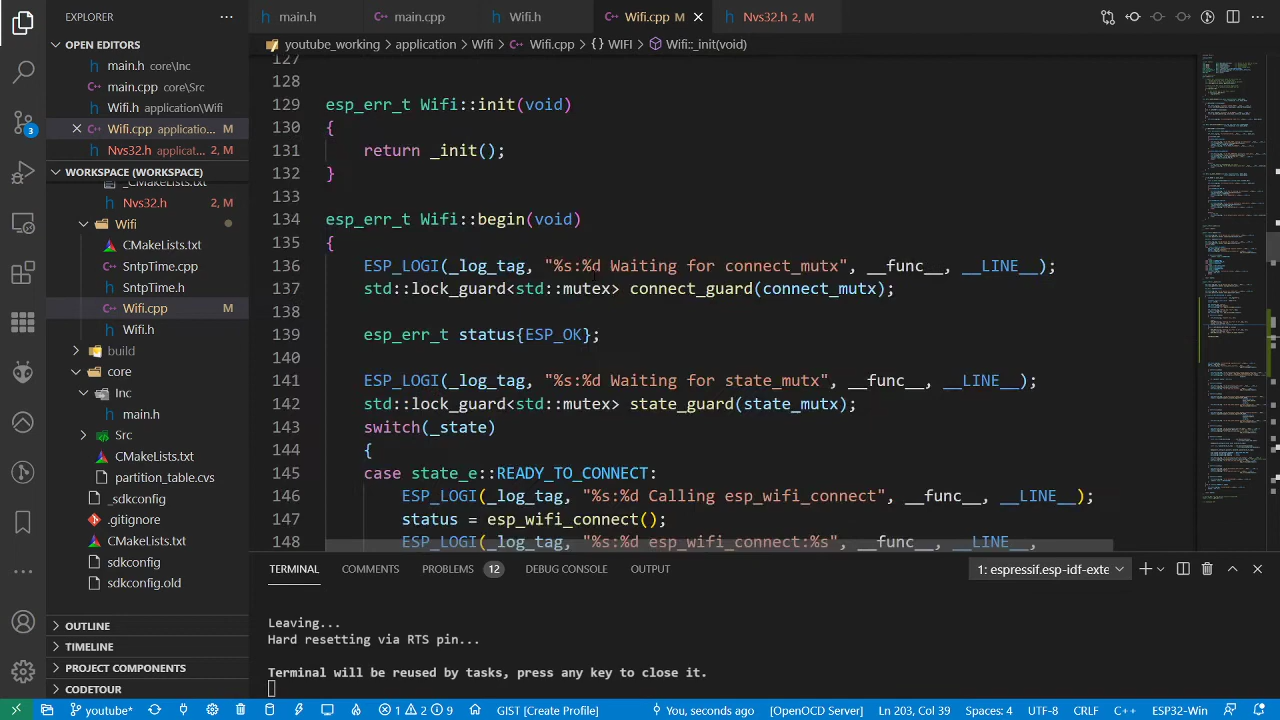 EXPLORER
main.h
main.cpp
Wifi.h
Wifi.cpp M
Nvs32.h 2, M
youtube_working > application > Wifi > Wifi.cpp > {} WIFI > Wifi::_init(void)
OPEN EDITORS
main.h core\Inc
main.cpp core\Src
Wifi.h application\Wifi
Wifi.cpp applicatio... M
Nvs32.h applicat... 2, M
WORKSPACE (WORKSPACE)
_CMakeLists.txt
Nvs32.h 2, M
Wifi
CMakeLists.txt
SntpTime.cpp
SntpTime.h
Wifi.cpp M
Wifi.h
build
core
Inc
main.h
Src
CMakeLists.txt
partition_table.cvs
_sdkconfig
.gitignore
CMakeLists.txt
sdkconfig
sdkconfig.old
OUTLINE
TIMELINE
PROJECT COMPONENTS
CODETOUR
3
127
128
129 esp_err_t Wifi::init(void)
130 {
131 return _init();
132 }
133
134 esp_err_t Wifi::begin(void)
135 {
136 ESP_LOGI(_log_tag, "%s:%d Waiting for connect_mutx", __func__, __LINE__);
137 std::lock_guard<std::mutex> connect_guard(connect_mutx);
138
139 esp_err_t status{ESP_OK};
140
141 ESP_LOGI(_log_tag, "%s:%d Waiting for state_mutx", __func__, __LINE__);
142 std::lock_guard<std::mutex> state_guard(state_mutx);
143 switch(_state)
144 {
145 case state_e::READY_TO_CONNECT:
146 ESP_LOGI(_log_tag, "%s:%d Calling esp_wifi_connect", __func__, __LINE__);
147 status = esp_wifi_connect();
148 ESP_LOGI(_log_tag, "%s:%d esp_wifi_connect:%s", __func__, __LINE__,
TERMINAL COMMENTS PROBLEMS 12 DEBUG CONSOLE OUTPUT 1: espressif.esp-idf-exte
Leaving...
Hard resetting via RTS pin...
Terminal will be reused by tasks, press any key to close it.
youtube* 1 2 9 GIST [Create Profile] You, seconds ago [OpenOCD Server] Ln 203, Col 39 Spaces: 4 UTF-8 CRLF C++ ESP32-Win